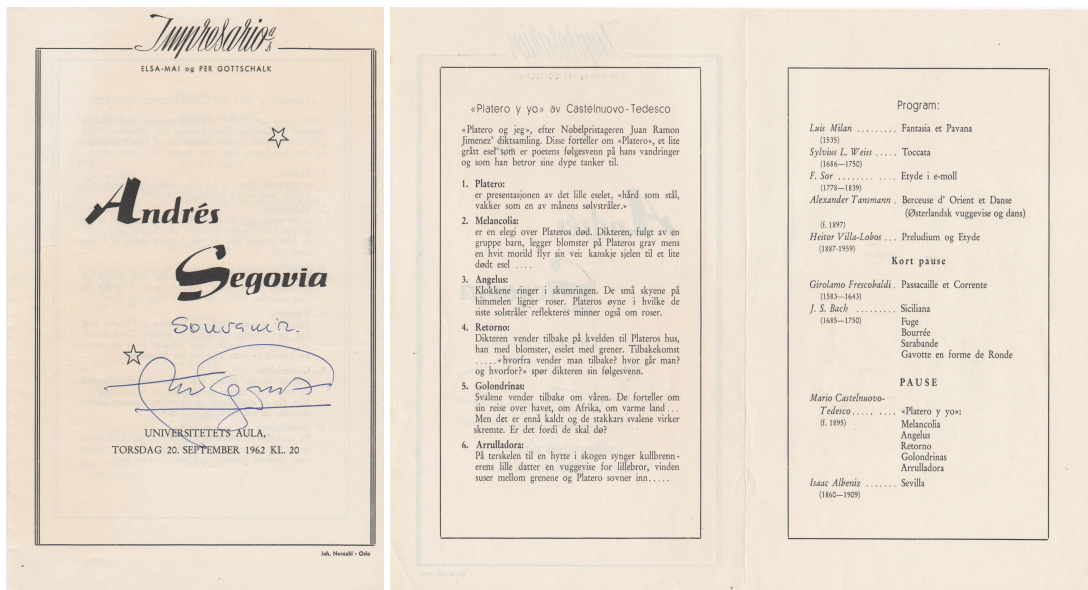 Impresario as
ELSA-MAI og PER GOTTSCHALK
Andrés
Segovia
Souvenir.
UNIVERSITETETS AULA,
TORSDAG 20. SEPTEMBER 1962 KL. 20
Joh. Nordahl - Oslo
«Platero y yo» av Castelnuovo-Tedesco
«Platero og jeg», efter Nobelpristageren Juan Ramon
Jimenez' diktsamling. Disse forteller om «Platero», et lite
grått esel som er poetens følgesvenn på hans vandringer
og som han betror sine dype tanker til.
1. Platero:
er presentasjonen av det lille eselet, «hård som stål,
vakker som en av månens sølvstråler.»
2. Melancolia:
er en elegi over Plateros død. Dikteren, fulgt av en
gruppe barn, legger blomster på Plateros grav mens
en hvit morild flyr sin vei: kanskje sjelen til et lite
dødt esel ....
3. Angelus:
Klokkene ringer i skumringen. De små skyene på
himmelen ligner roser. Plateros øyne i hvilke de
siste solstråler reflekteres minner også om roser.
4. Retorno:
Dikteren vender tilbake på kvelden til Plateros hus,
han med blomster, eselet med grener. Tilbakekomst
.....«hvorfra vender man tilbake? hvor går man?
og hvorfor?» spør dikteren sin følgesvenn.
5. Golondrinas:
Svalene vender tilbake om våren. De forteller om
sin reise over havet, om Afrika, om varme land...
Men det er ennå kaldt og de stakkars svalene virker
skremte. Er det fordi de skal dø?
6. Arrulladora:
På terskelen til en hytte i skogen synger kullbrenn-
erens lille datter en vuggevise for lillebror, vinden
suser mellom grenene og Platero sovner inn.....
Program:
Luis Milan ......... Fantasia et Pavana
(1535)
Sylvius L. Weiss ..... Toccata
(1686—1750)
F. Sor ........ .... Etyde i e-moll
(1778—1839)
Alexander Tansmann . Berceuse d' Orient et Danse
(Østerlandsk vuggevise og dans)
(f. 1897)
Heitor Villa-Lobos ... Preludium og Etyde
(1887-1959)
Kort pause
Girolamo Frescobaldi . Passacaille et Corrente
(1583—1643)
J. S. Bach ......... Siciliana
(1685—1750) Fuge
Bourrée
Sarabande
Gavotte en forme de Ronde
PAUSE
Mario Castelnuovo-
Tedesco..... .... «Platero y yo»:
(f. 1895) Melancolia
Angelus
Retorno
Golondrinas
Arrulladora
Isaac Albeniz ....... Sevilla
(1860—1909)